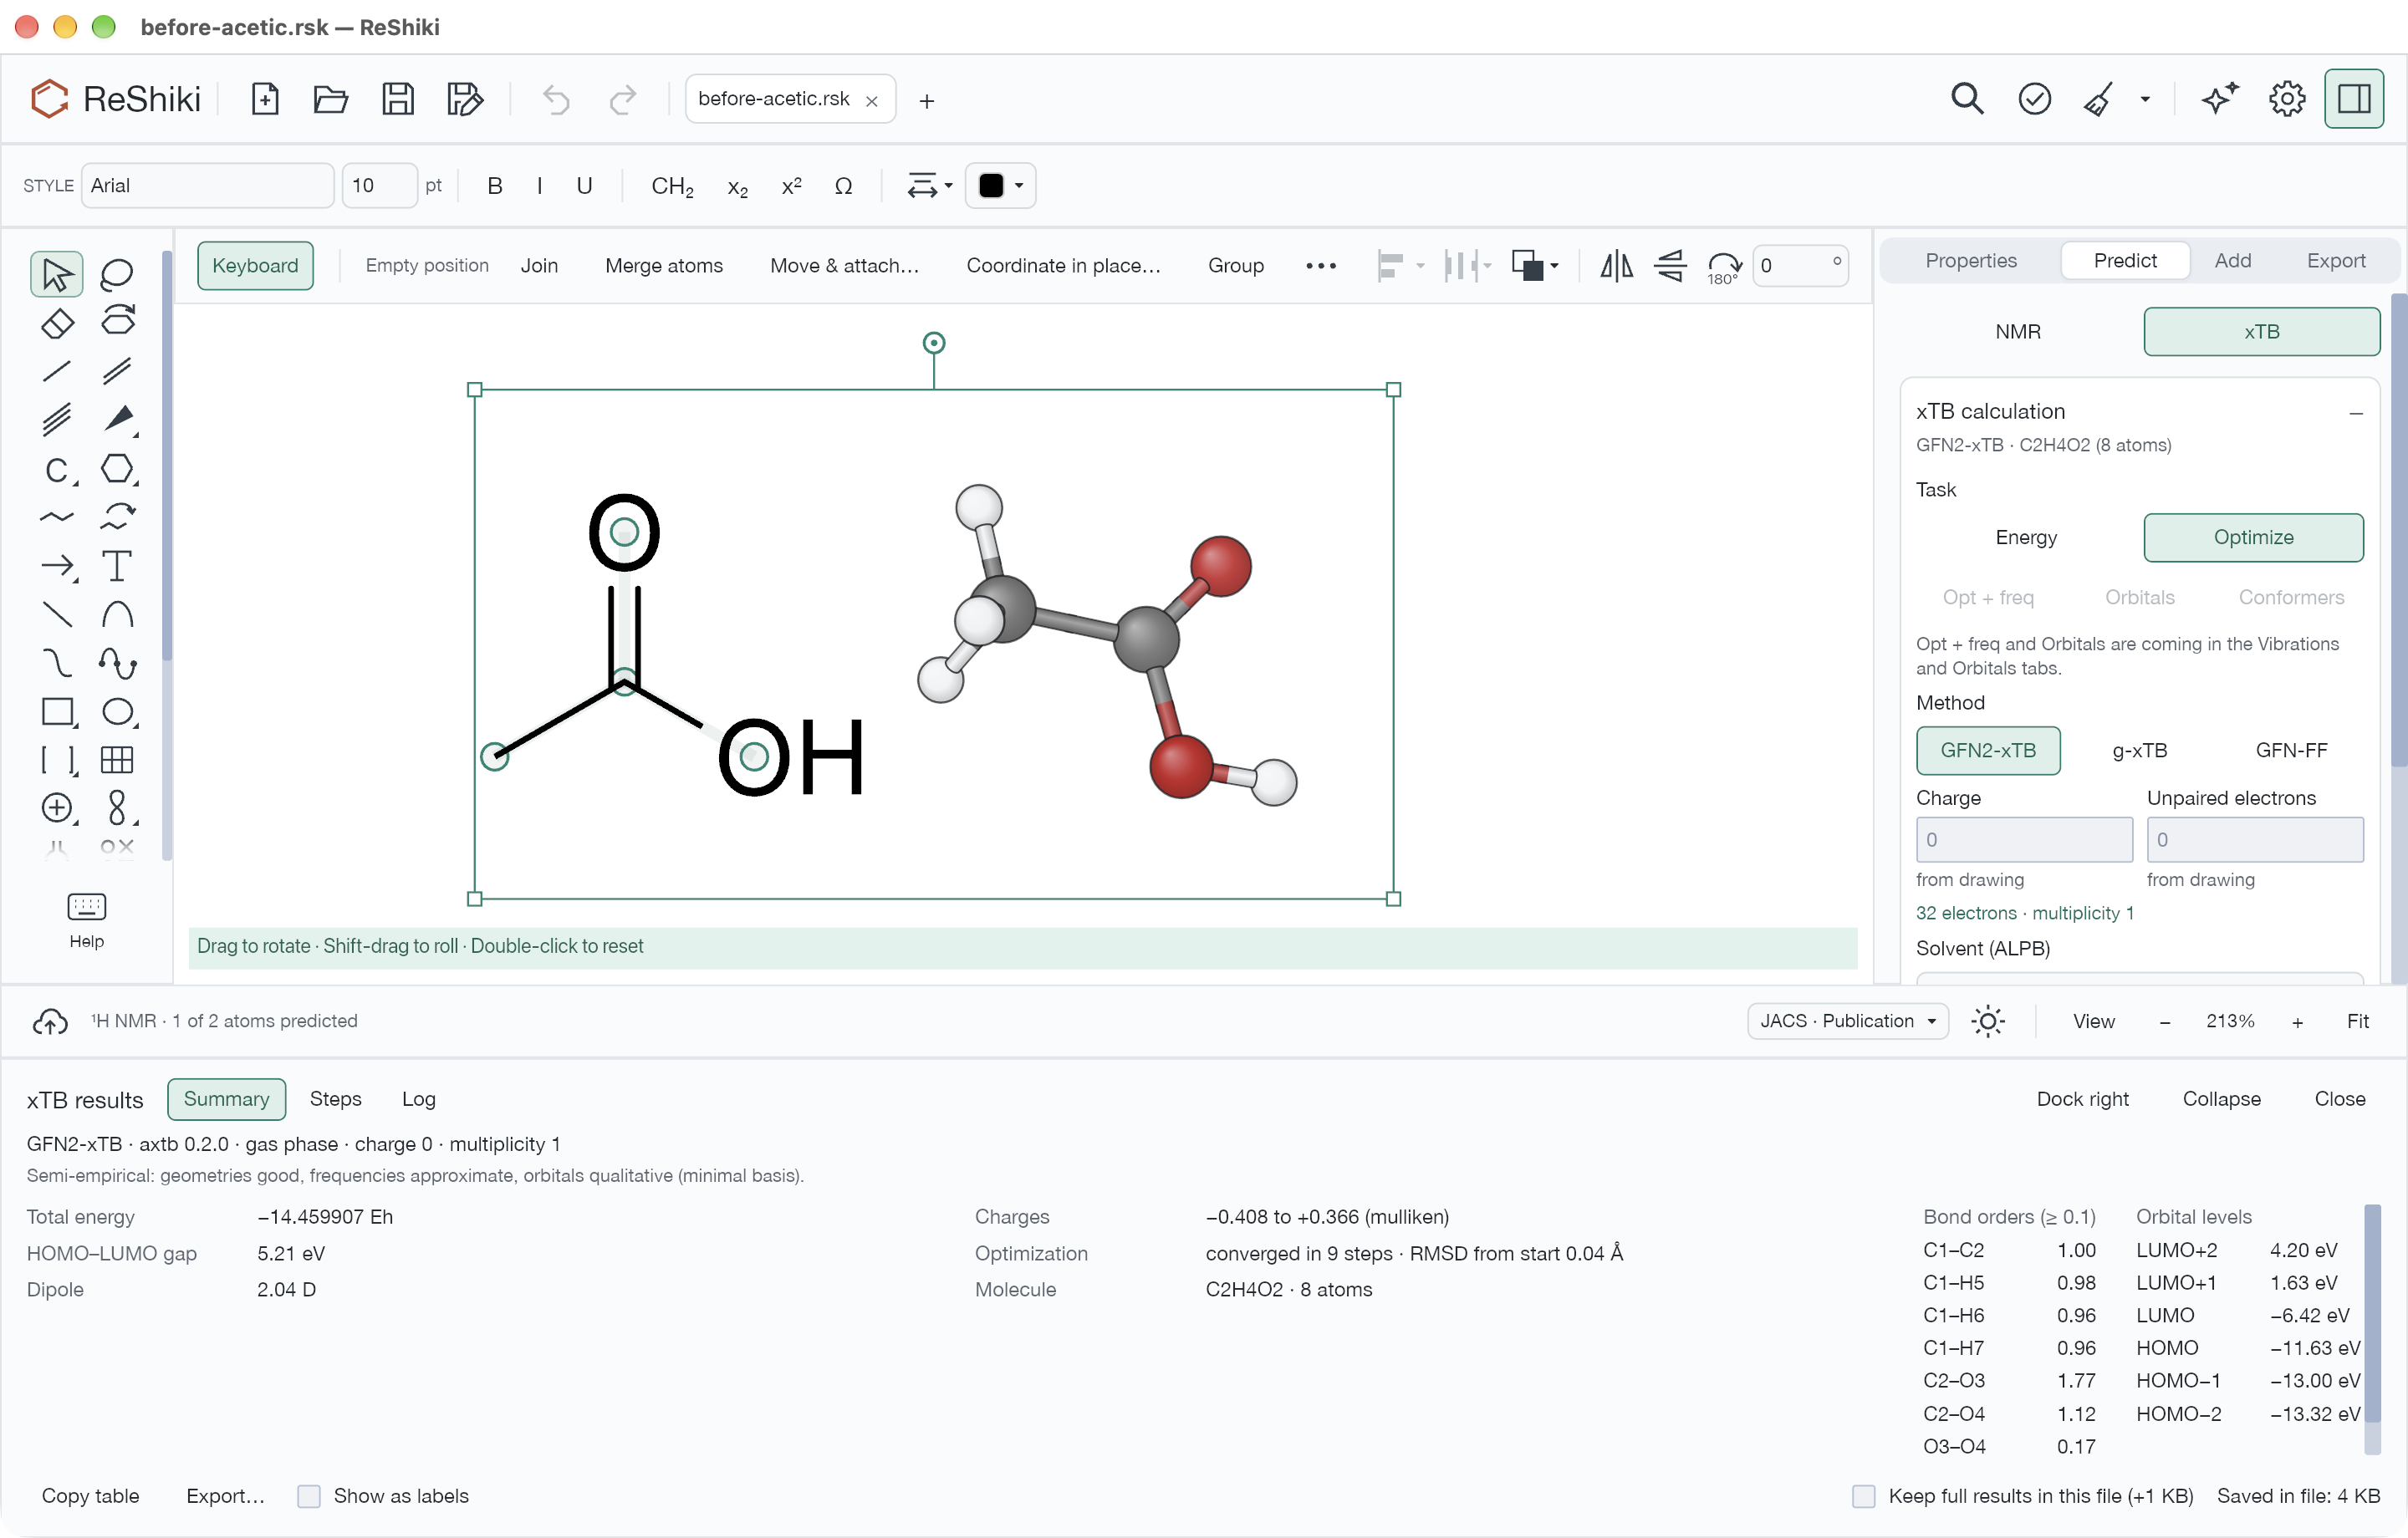 before-acetic.rsk — ReShiki
ReShiki
before-acetic.rsk × +
STYLE Arial 10 pt B I U CH₂ x₂ x² Ω
Keyboard Empty position Join Merge atoms Move & attach… Coordinate in place… Group ••• 180° 0 °
Properties Predict Add Export
NMR xTB
xTB calculation –
GFN2-xTB · C2H4O2 (8 atoms)
Task
Energy Optimize
Opt + freq Orbitals Conformers
Opt + freq and Orbitals are coming in the Vibrations
and Orbitals tabs.
Method
GFN2-xTB g-xTB GFN-FF
Charge Unpaired electrons
0 0
from drawing from drawing
32 electrons · multiplicity 1
Solvent (ALPB)
C
T
O
OH
Help
Drag to rotate · Shift-drag to roll · Double-click to reset
¹H NMR · 1 of 2 atoms predicted
JACS · Publication View – 213% + Fit
xTB results Summary Steps Log Dock right Collapse Close
GFN2-xTB · axtb 0.2.0 · gas phase · charge 0 · multiplicity 1
Semi-empirical: geometries good, frequencies approximate, orbitals qualitative (minimal basis).
Total energy −14.459907 Eh
HOMO–LUMO gap 5.21 eV
Dipole 2.04 D
Charges −0.408 to +0.366 (mulliken)
Optimization converged in 9 steps · RMSD from start 0.04 Å
Molecule C2H4O2 · 8 atoms
Bond orders (≥ 0.1) Orbital levels
C1–C2 1.00 LUMO+2 4.20 eV
C1–H5 0.98 LUMO+1 1.63 eV
C1–H6 0.96 LUMO −6.42 eV
C1–H7 0.96 HOMO −11.63 eV
C2–O3 1.77 HOMO−1 −13.00 eV
C2–O4 1.12 HOMO−2 −13.32 eV
O3–O4 0.17
Copy table Export… Show as labels Keep full results in this file (+1 KB) Saved in file: 4 KB